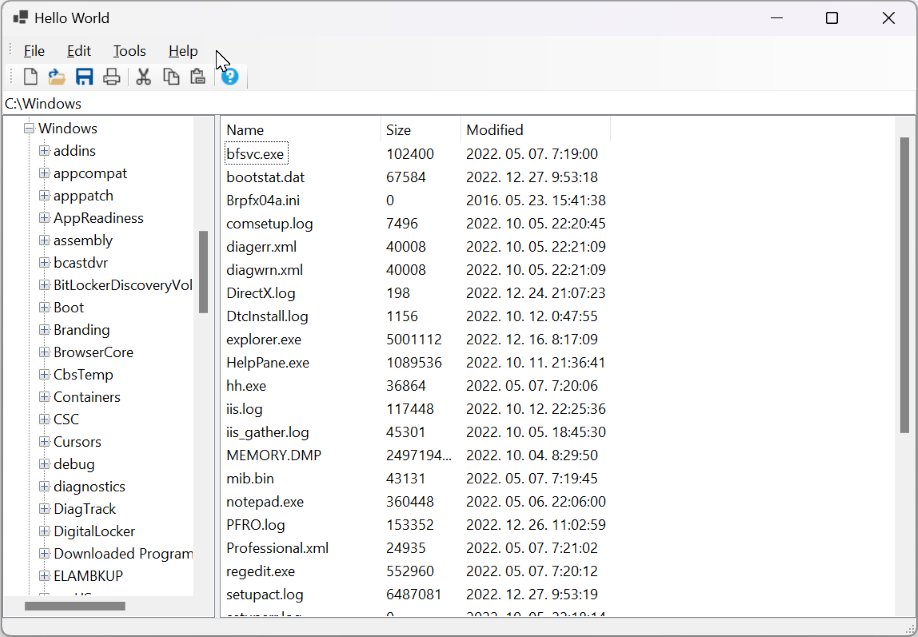 Hello World
File Edit Tools Help
C:\Windows
Windows
addins
appcompat
apppatch
AppReadiness
assembly
bcastdvr
BitLockerDiscoveryVol
Boot
Branding
BrowserCore
CbsTemp
Containers
CSC
Cursors
debug
diagnostics
DiagTrack
DigitalLocker
Downloaded Program
ELAMBKUP
Name Size Modified
bfsvc.exe 102400 2022. 05. 07. 7:19:00
bootstat.dat 67584 2022. 12. 27. 9:53:18
Brpfx04a.ini 0 2016. 05. 23. 15:41:38
comsetup.log 7496 2022. 10. 05. 22:20:45
diagerr.xml 40008 2022. 10. 05. 22:21:09
diagwrn.xml 40008 2022. 10. 05. 22:21:09
DirectX.log 198 2022. 12. 24. 21:07:23
DtcInstall.log 1156 2022. 10. 12. 0:47:55
explorer.exe 5001112 2022. 12. 16. 8:17:09
HelpPane.exe 1089536 2022. 10. 11. 21:36:41
hh.exe 36864 2022. 05. 07. 7:20:06
iis.log 117448 2022. 10. 12. 22:25:36
iis_gather.log 45301 2022. 10. 05. 18:45:30
MEMORY.DMP 2497194... 2022. 10. 04. 8:29:50
mib.bin 43131 2022. 05. 07. 7:19:45
notepad.exe 360448 2022. 05. 06. 22:06:00
PFRO.log 153352 2022. 12. 26. 11:02:59
Professional.xml 24935 2022. 05. 07. 7:21:02
regedit.exe 552960 2022. 05. 07. 7:20:12
setupact.log 6487081 2022. 12. 27. 9:53:19